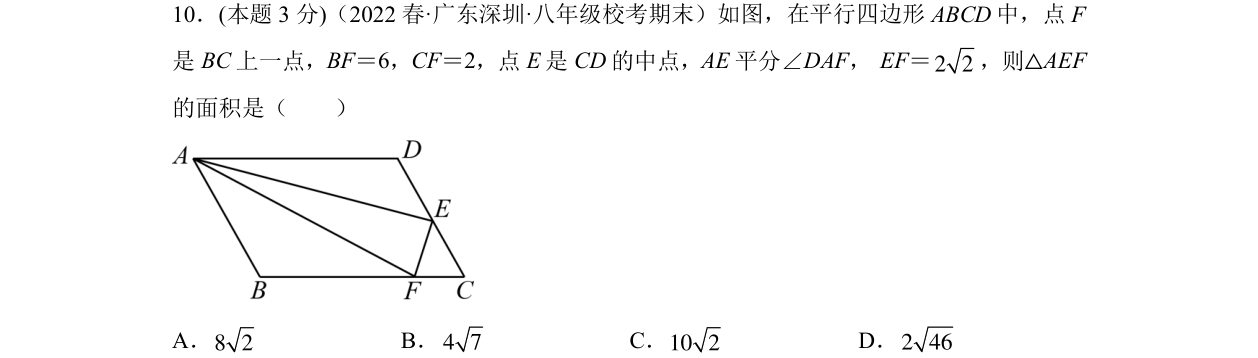 10．(本题 3 分)（2022 春·广东深圳·八年级校考期末）如图，在平行四边形 ABCD 中，点 F
是 BC 上一点，BF＝6，CF＝2，点 E 是 CD 的中点，AE 平分∠DAF， EF＝2√2，则△AEF
的面积是（ ）
A D
E
B F C
A．8√2 B．4√7 C．10√2 D．2√46